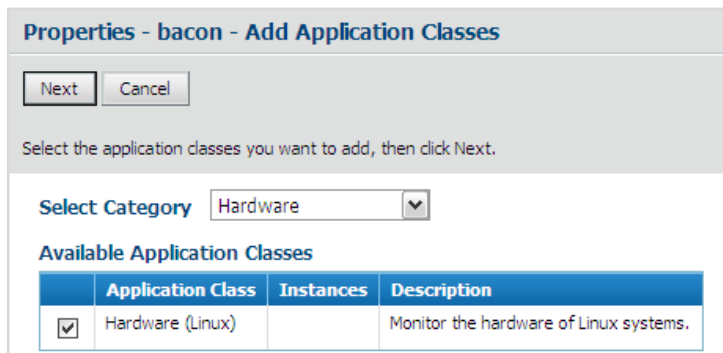 Properties - bacon - Add Application Classes
Next Cancel
Select the application classes you want to add, then click Next.
Select Category Hardware
Available Application Classes
Application Class Instances Description
Hardware (Linux) Monitor the hardware of Linux systems.